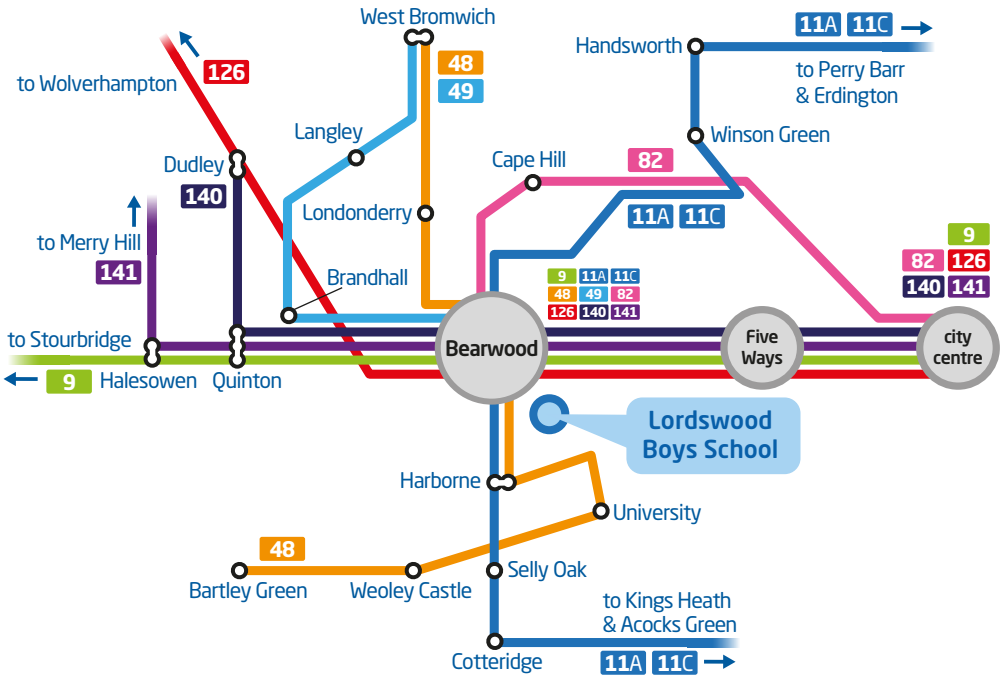 West Bromwich
11A 11C
Handsworth
to Perry Barr
& Erdington
126
to Wolverhampton
48
49
Langley
Winson Green
Dudley
Cape Hill
82
140
Londonderry
11A 11C
to Merry Hill
141
Brandhall
9
82 126
140 141
9 11A 11C
48 49 82
126 140 141
to Stourbridge
Bearwood
Five
Ways
city
centre
9
Halesowen
Quinton
Lordswood
Boys School
Harborne
University
48
Bartley Green
Weoley Castle
Selly Oak
to Kings Heath
& Acocks Green
Cotteridge
11A 11C